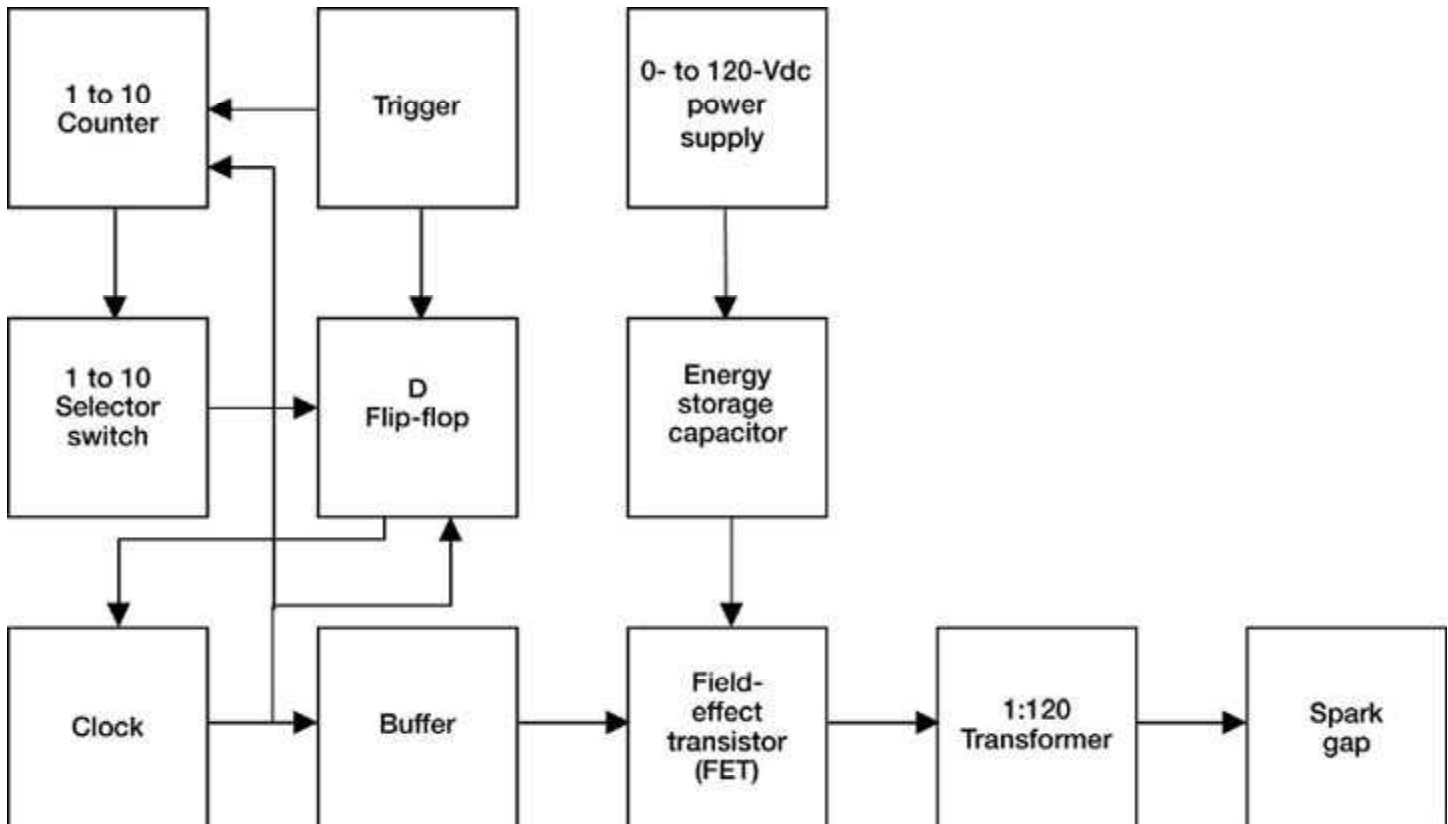 1 to 10
Counter
Trigger
0- to 120-Vdc
power
supply
1 to 10
Selector
switch
D
Flip-flop
Energy
storage
capacitor
Clock
Buffer
Field-
effect
transistor
(FET)
1:120
Transformer
Spark
gap